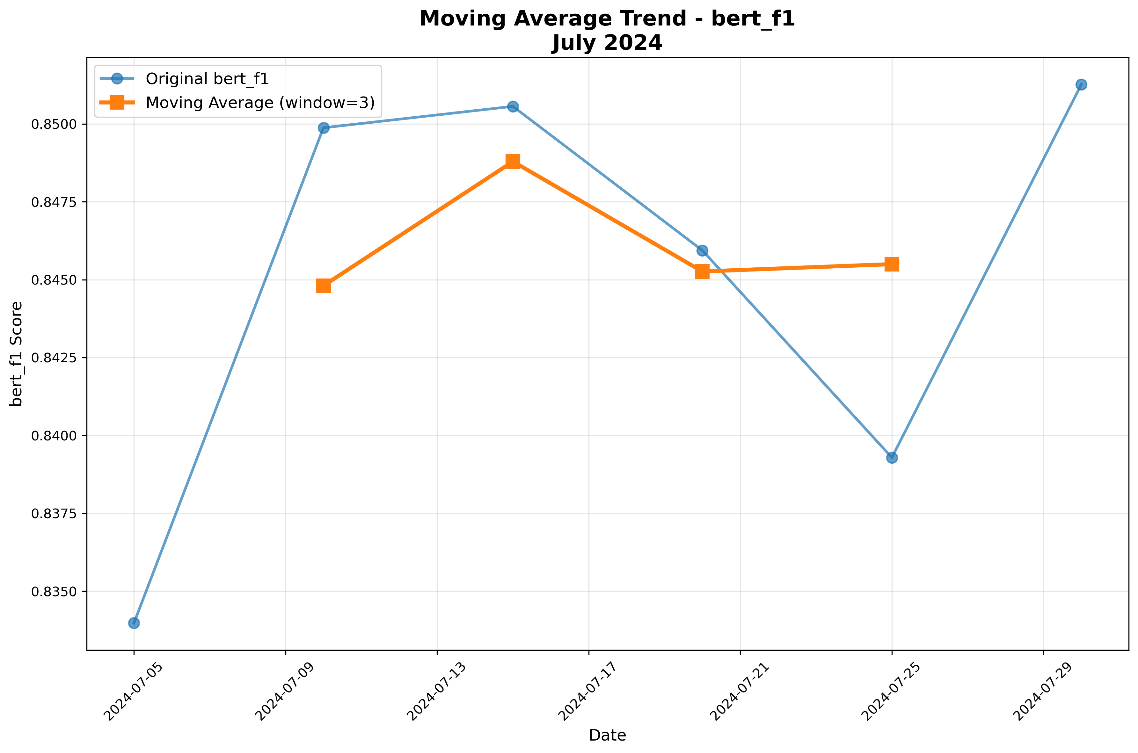 Moving Average Trend - bert_f1
July 2024
Original bert_f1
Moving Average (window=3)
bert_f1 Score
0.8500
0.8475
0.8450
0.8425
0.8400
0.8375
0.8350
2024-07-05
2024-07-09
2024-07-13
2024-07-17
2024-07-21
2024-07-25
2024-07-29
Date